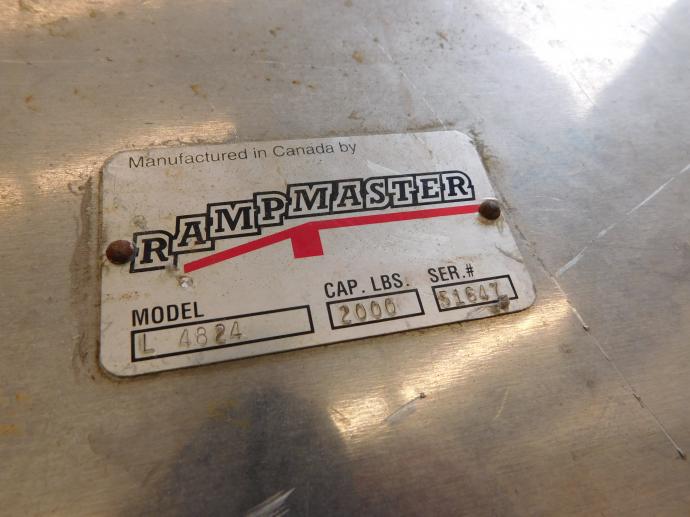 Manufactured in Canada by
RAMPMASTER
MODEL CAP. LBS. SER.#
L 4824 2000 51647